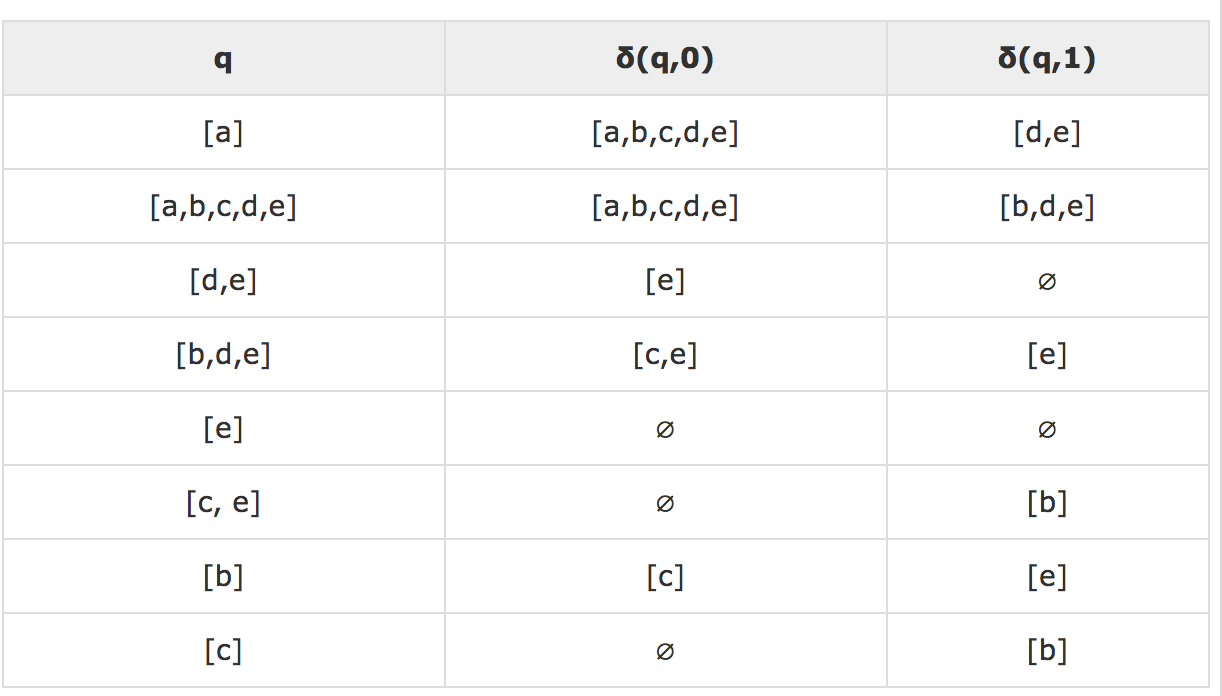 q δ(q,0) δ(q,1)
[a] [a,b,c,d,e] [d,e]
[a,b,c,d,e] [a,b,c,d,e] [b,d,e]
[d,e] [e] ∅
[b,d,e] [c,e] [e]
[e] ∅ ∅
[c, e] ∅ [b]
[b] [c] [e]
[c] ∅ [b]